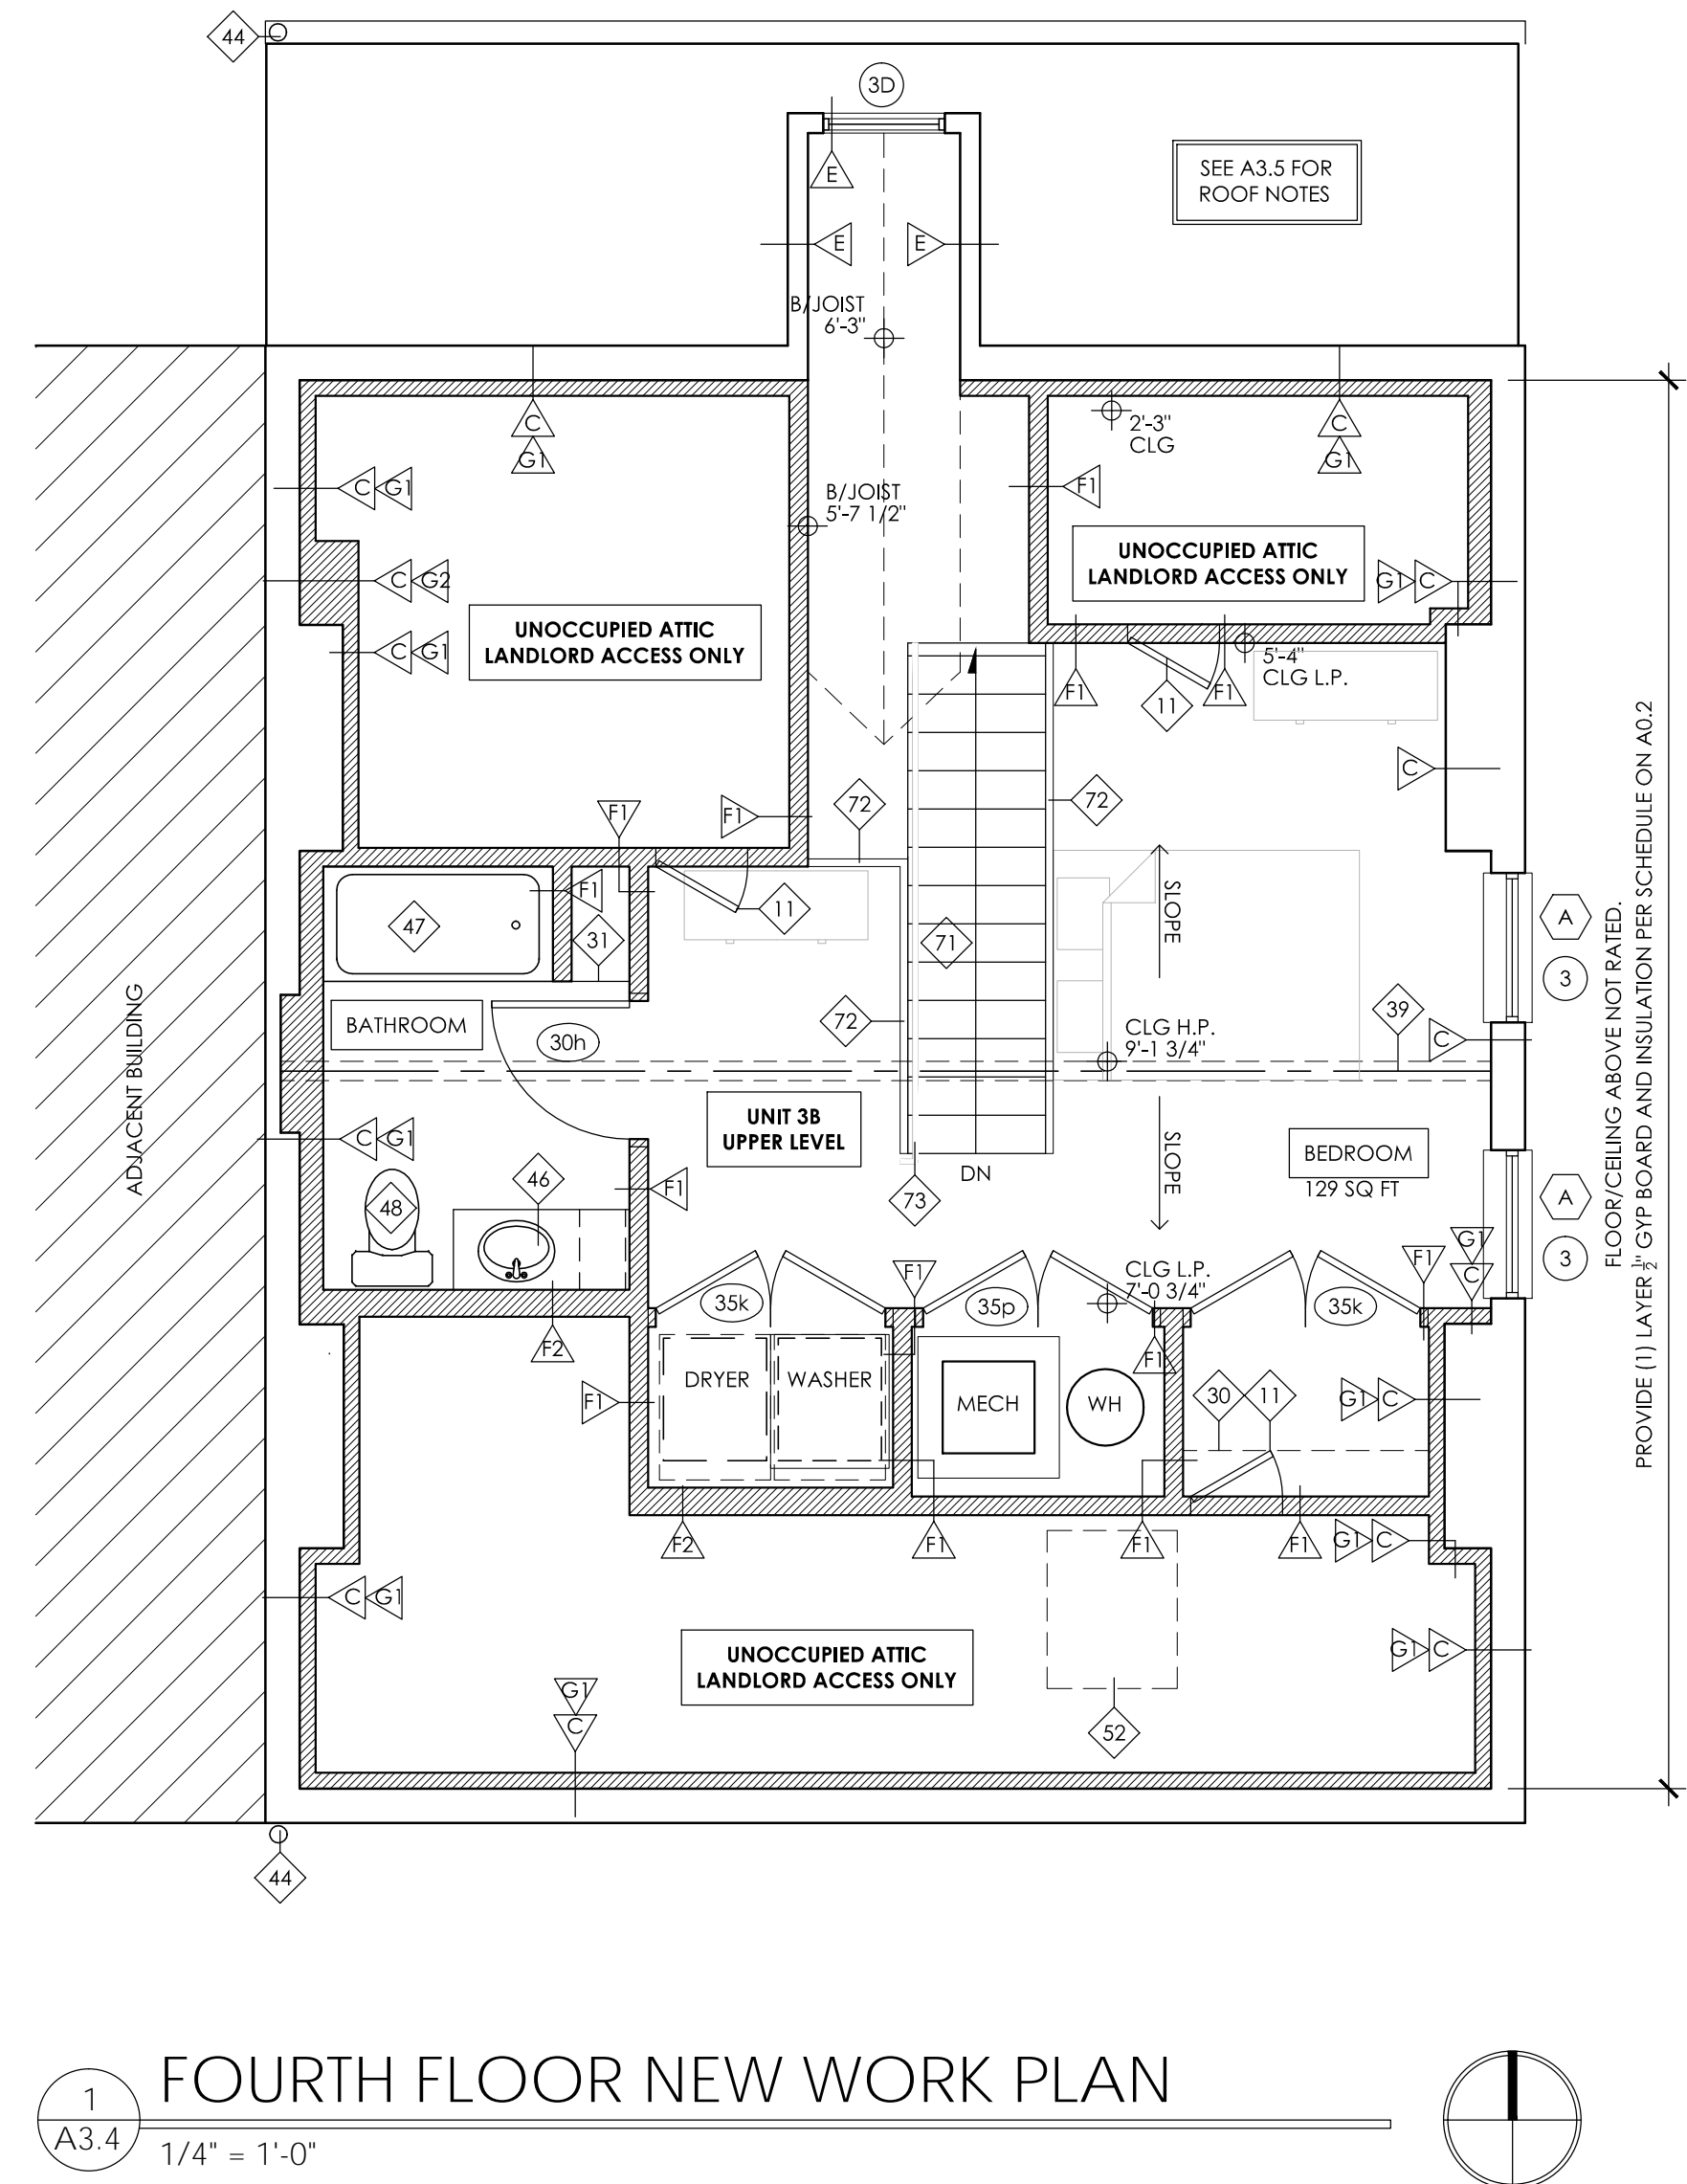 44
3D
E
SEE A3.5 FOR
ROOF NOTES
E
E
B/JOIST
6'-3"
C
G1
2'-3"
CLG
C
G1
C G1
B/JOIST
5'-7 1/2"
F1
UNOCCUPIED ATTIC
LANDLORD ACCESS ONLY
C G2
G1 C
UNOCCUPIED ATTIC
LANDLORD ACCESS ONLY
C G1
5'-4"
CLG L.P.
F1
11
F1
C
F1
F1
72
72
F1
47
31
11
71
SLOPE
A
3
BATHROOM
30h
72
CLG H.P.
9'-1 3/4"
39
C
ADJACENT BUILDING
FLOOR/CEILING ABOVE NOT RATED.
PROVIDE (1) LAYER 1/2" GYP BOARD AND INSULATION PER SCHEDULE ON A0.2
UNIT 3B
UPPER LEVEL
C G1
SLOPE
BEDROOM
129 SQ FT
DN
46
F1
48
73
A
3
G1
C
F1
F1
CLG L.P.
7'-0 3/4"
35k
35p
35k
F2
F1
DRYER
WASHER
MECH
WH
F1
30
11
G1 C
F2
F1
F1
F1
G1 C
C G1
UNOCCUPIED ATTIC
LANDLORD ACCESS ONLY
G1 C
G1
C
52
44
1
A3.4
FOURTH FLOOR NEW WORK PLAN
1/4" = 1'-0"